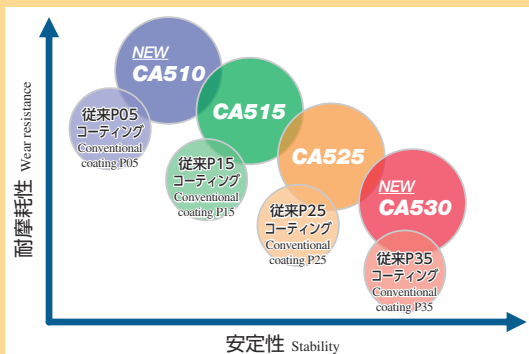 NEW
CA510
従来P05
コーティング
Conventional
coating P05
CA515
従来P15
コーティング
Conventional
coating P15
CA525
従来P25
コーティング
Conventional
coating P25
NEW
CA530
従来P35
コーティング
Conventional
coating P35
耐摩耗性 Wear resistance
安定性 Stability